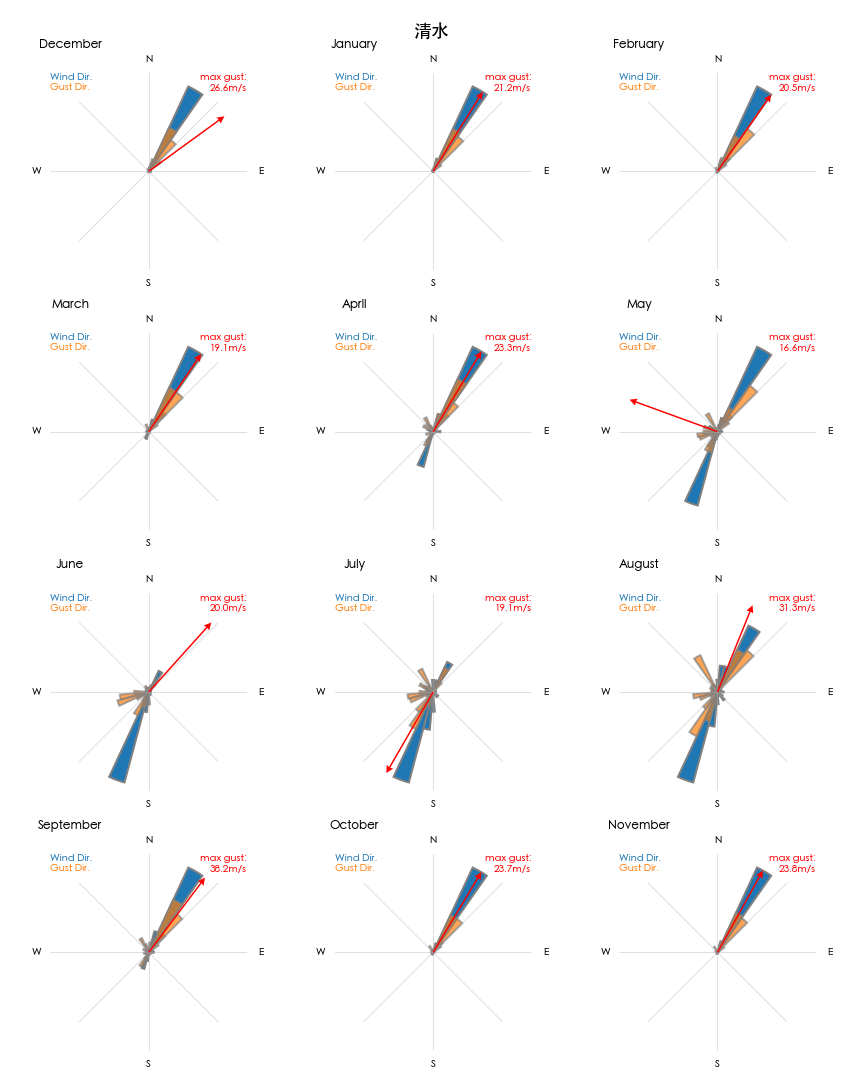 清水
December
N
Wind Dir.
Gust Dir.
max gust:
26.6m/s
W
E
S
January
N
Wind Dir.
Gust Dir.
max gust:
21.2m/s
W
E
S
February
N
Wind Dir.
Gust Dir.
max gust:
20.5m/s
W
E
S
March
N
Wind Dir.
Gust Dir.
max gust:
19.1m/s
W
E
S
April
N
Wind Dir.
Gust Dir.
max gust:
23.3m/s
W
E
S
May
N
Wind Dir.
Gust Dir.
max gust:
16.6m/s
W
E
S
June
N
Wind Dir.
Gust Dir.
max gust:
20.0m/s
W
E
S
July
N
Wind Dir.
Gust Dir.
max gust:
19.1m/s
W
E
S
August
N
Wind Dir.
Gust Dir.
max gust:
31.3m/s
W
E
S
September
N
Wind Dir.
Gust Dir.
max gust:
38.2m/s
W
E
S
October
N
Wind Dir.
Gust Dir.
max gust:
23.7m/s
W
E
S
November
N
Wind Dir.
Gust Dir.
max gust:
23.8m/s
W
E
S